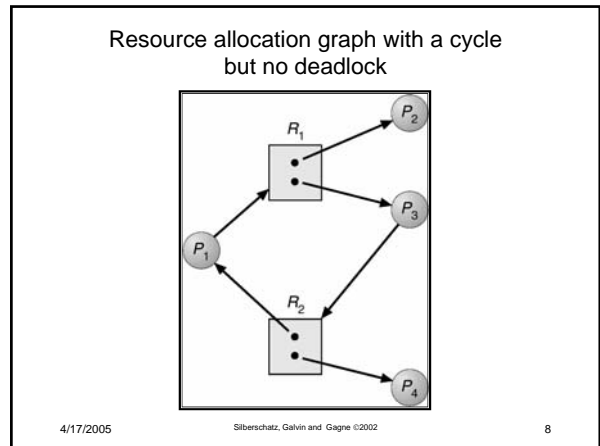 Resource allocation graph with a cycle
but no deadlock
P2
R1
P3
P1
R2
P4
4/17/2005
Silberschatz, Galvin and Gagne ©2002
8